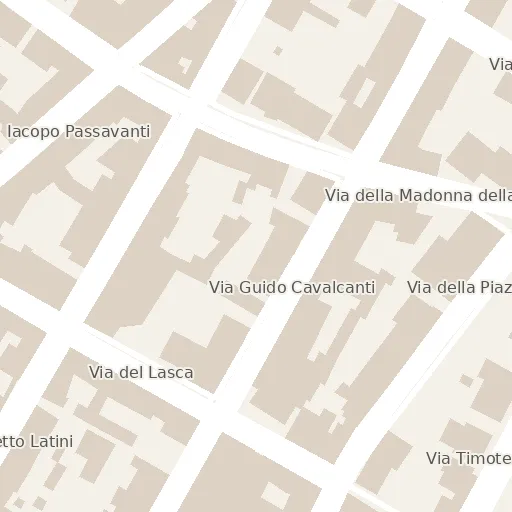 Via
Iacopo Passavanti
Via della Madonna della
Via Guido Cavalcanti
Via della Piaz
Via del Lasca
etto Latini
Via Timote